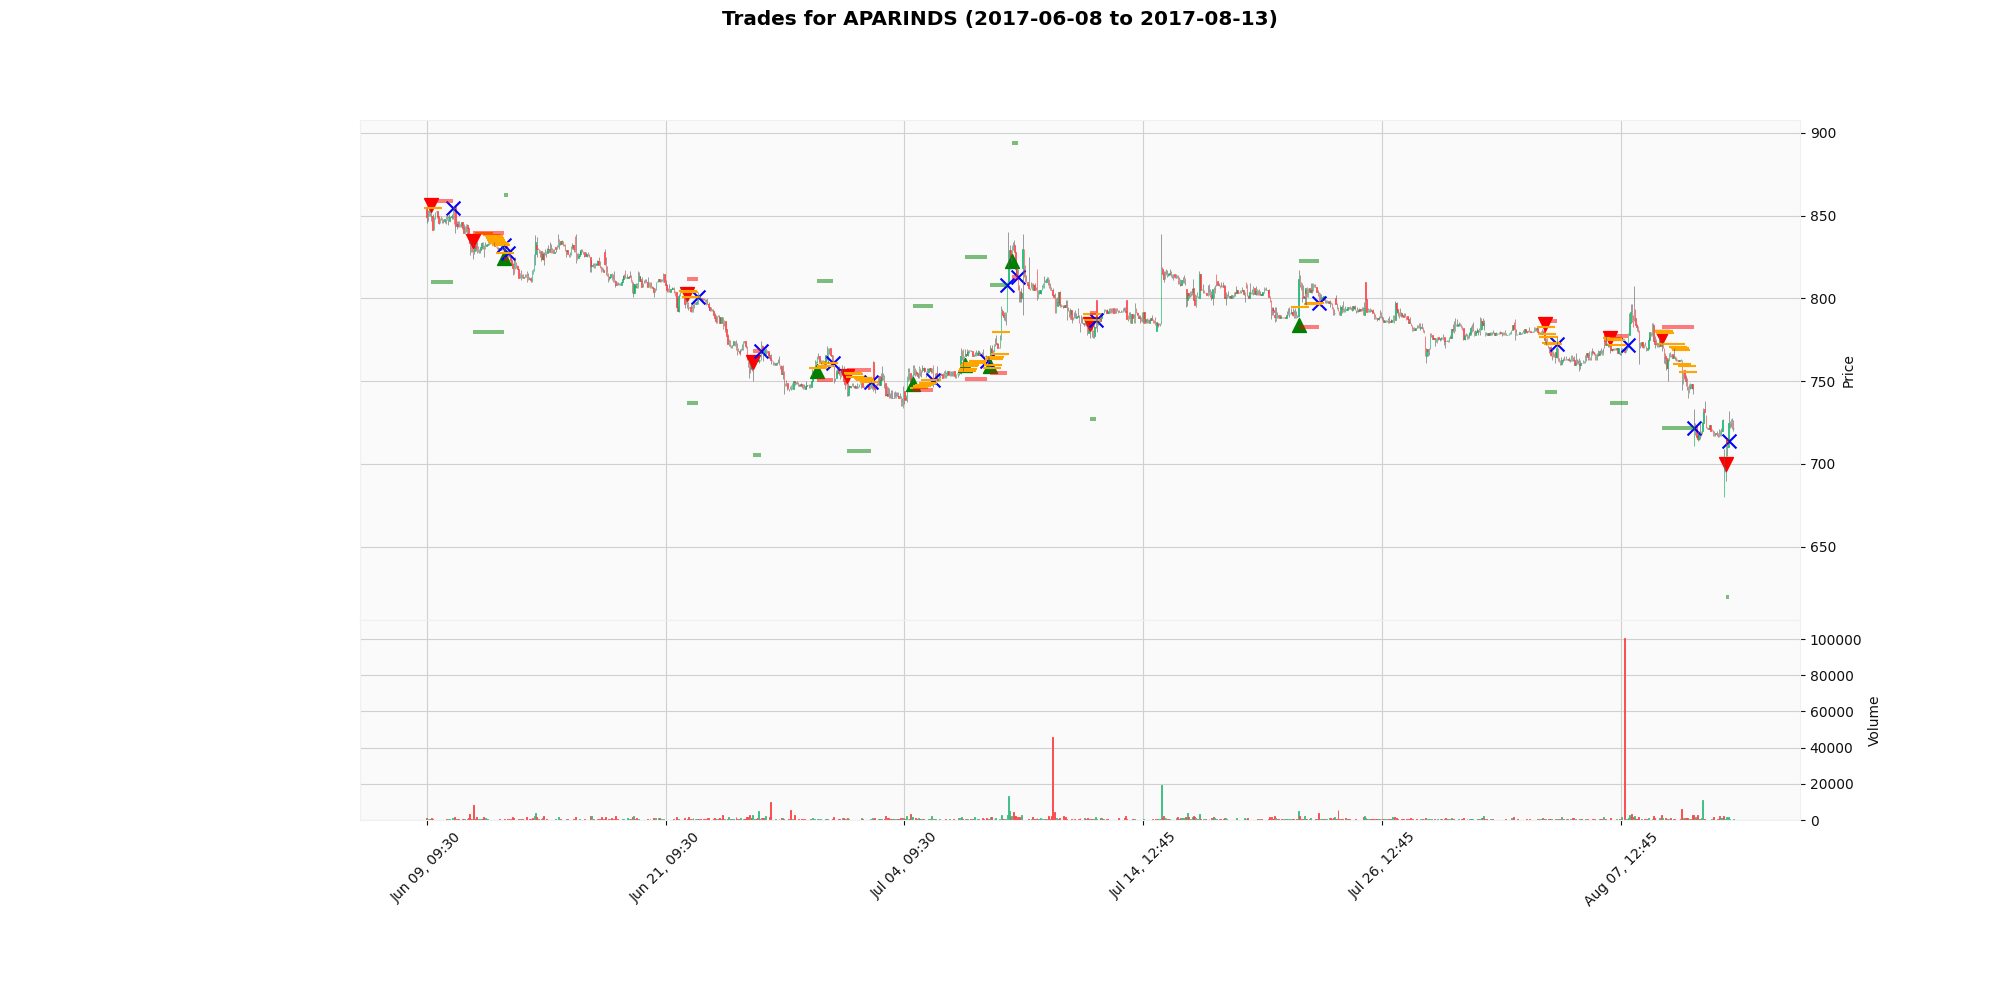 Trades for APARINDS (2017-06-08 to 2017-08-13)
900
850
800
750
700
650
Price
100000
80000
60000
40000
20000
0
Volume
Jun 09, 09:30
Jun 21, 09:30
Jul 04, 09:30
Jul 14, 12:45
Jul 26, 12:45
Aug 07, 12:45